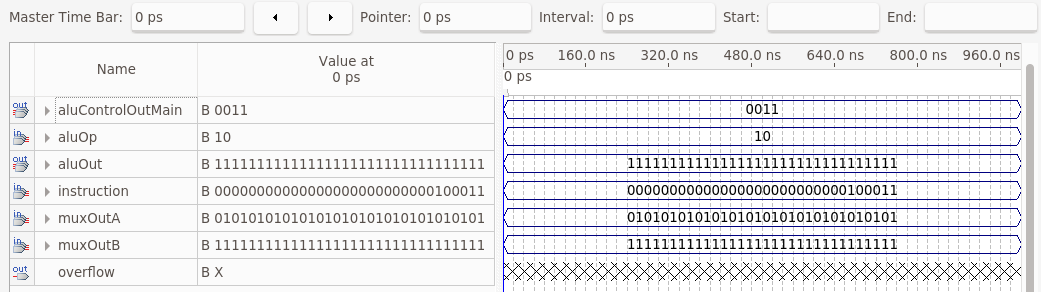 Master Time Bar: 0 ps Pointer: 0 ps Interval: 0 ps Start: End:
Name Value at 0 ps 160.0 ns 320.0 ns 480.0 ns 640.0 ns 800.0 ns 960.0 ns
0 ps 0 ps
out aluControlOutMain B 0011 0011
in aluOp B 10 10
out aluOut B 11111111111111111111111111111111 11111111111111111111111111111111
in instruction B 00000000000000000000000000100011 00000000000000000000000000100011
in muxOutA B 01010101010101010101010101010101 01010101010101010101010101010101
in muxOutB B 11111111111111111111111111111111 11111111111111111111111111111111
out overflow B X